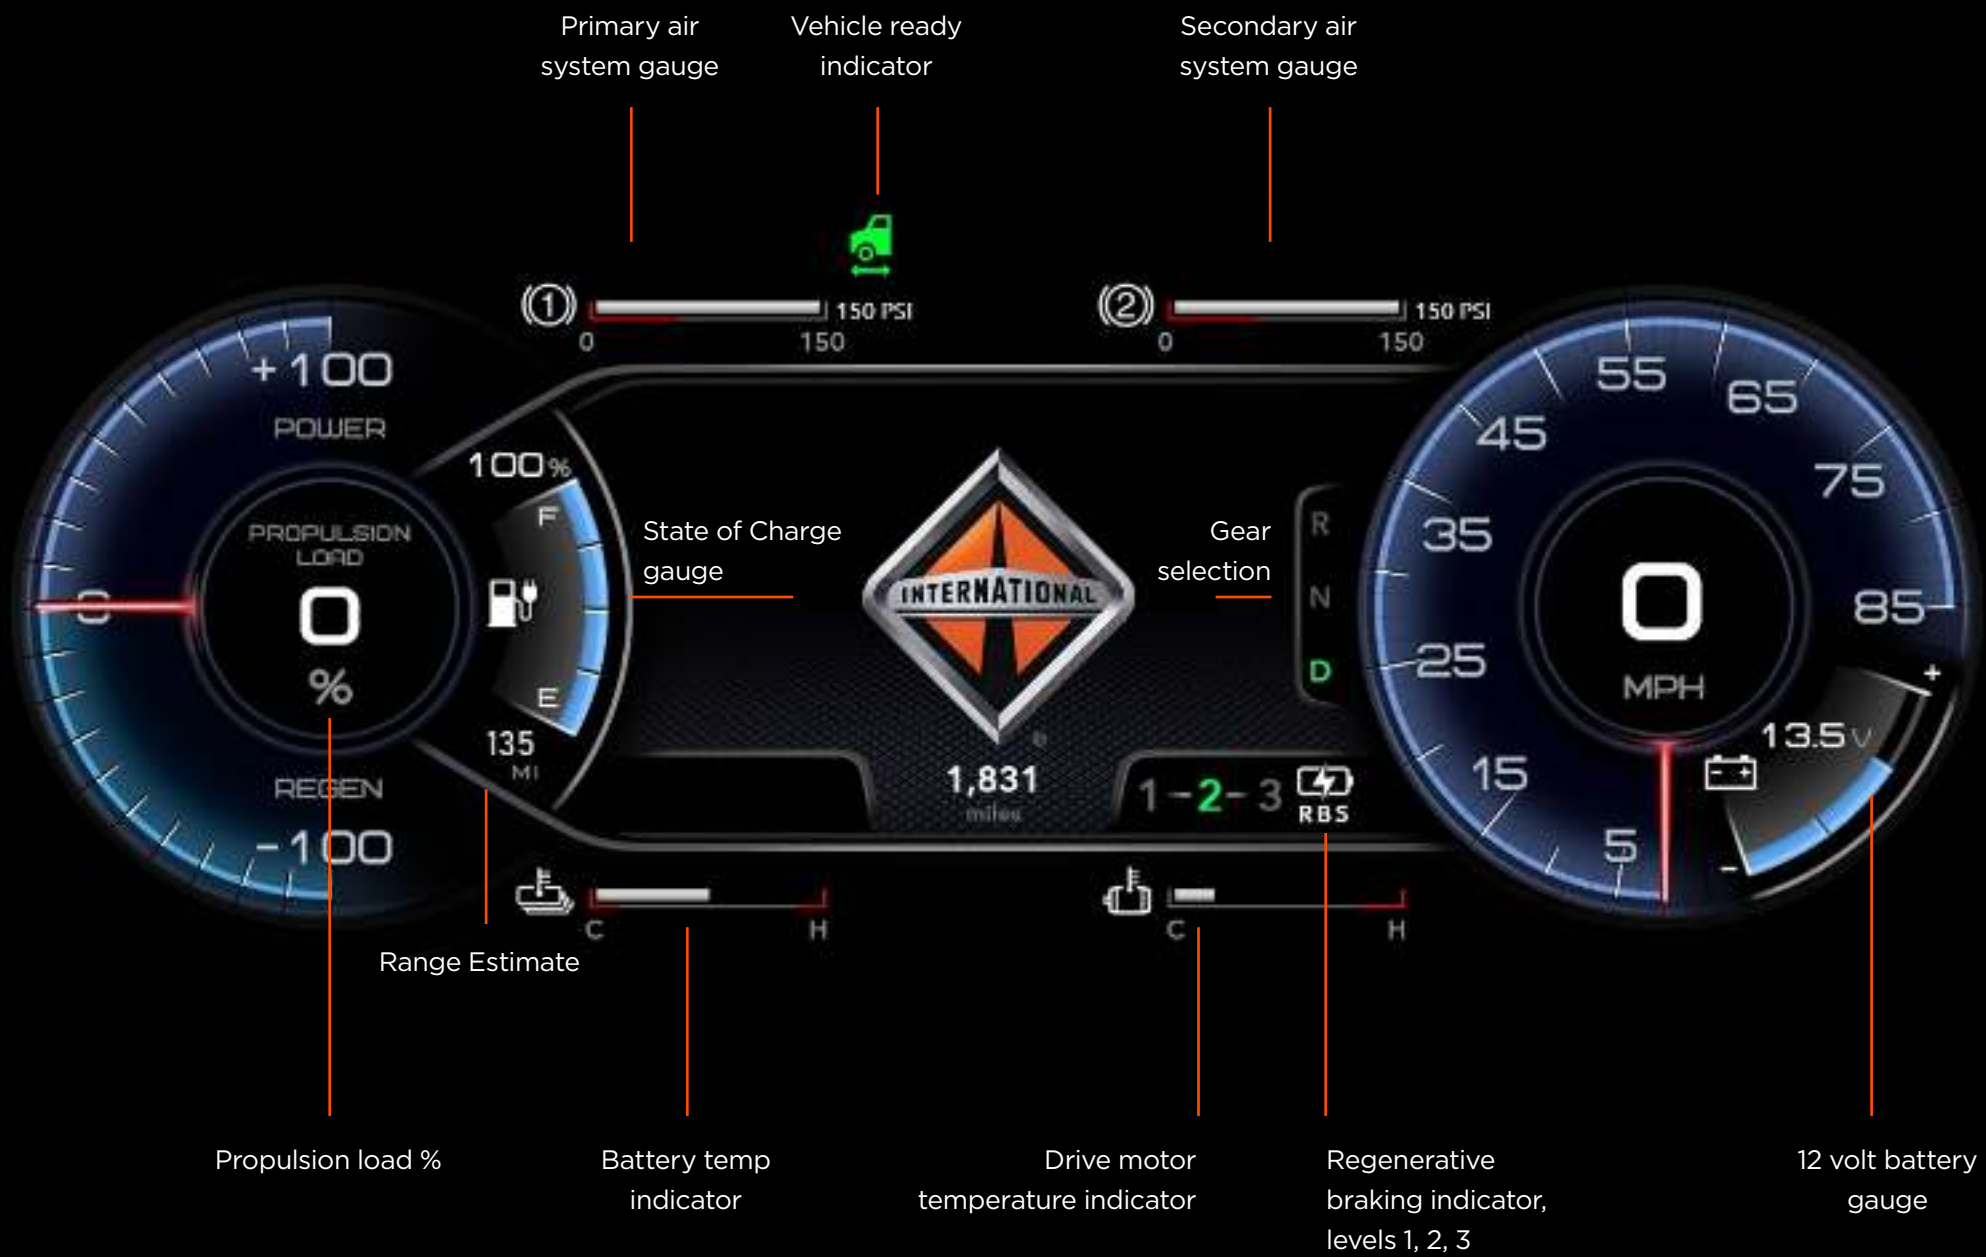 Primary air
system gauge
Vehicle ready
indicator
Secondary air
system gauge
1
150 PSI
0
150
2
150 PSI
0
150
+100
POWER
PROPULSION
LOAD
0
%
0
REGEN
-100
100%
F
E
135
MI
State of Charge
gauge
INTERNATIONAL
®
Gear
selection
R
N
D
1,831
miles
1-2-3
RBS
55
65
45
75
35
85
25
15
5
0
MPH
+
13.5 V
- +
-
C
H
C
H
Range Estimate
Propulsion load %
Battery temp
indicator
Drive motor
temperature indicator
Regenerative
braking indicator,
levels 1, 2, 3
12 volt battery
gauge